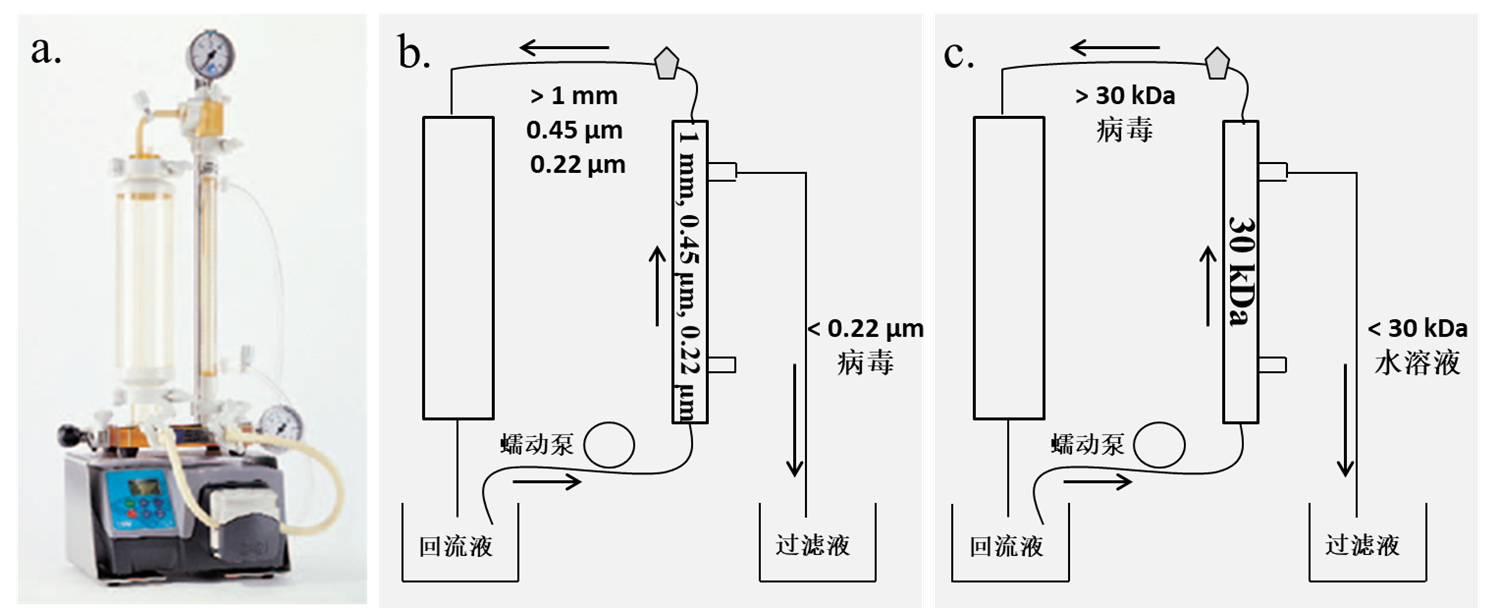 a.
b.
> 1 mm
0.45 μm
0.22 μm
1 mm, 0.45 μm, 0.22 μm
< 0.22 μm
病毒
蠕动泵
回流液
过滤液
c.
> 30 kDa
病毒
30 kDa
< 30 kDa
水溶液
蠕动泵
回流液
过滤液